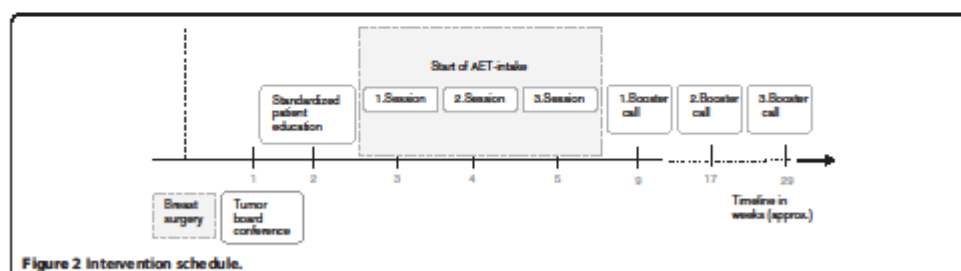 Start of AET-intake
Standardized
patient
education
1.Session
2.Session
3.Session
1.Booster
call
2.Booster
call
3.Booster
call
1
2
3
4
5
9
17
29
Breast
surgery
Tumor
board
conference
Timeline in
weeks (approx.)
Figure 2 Intervention schedule.